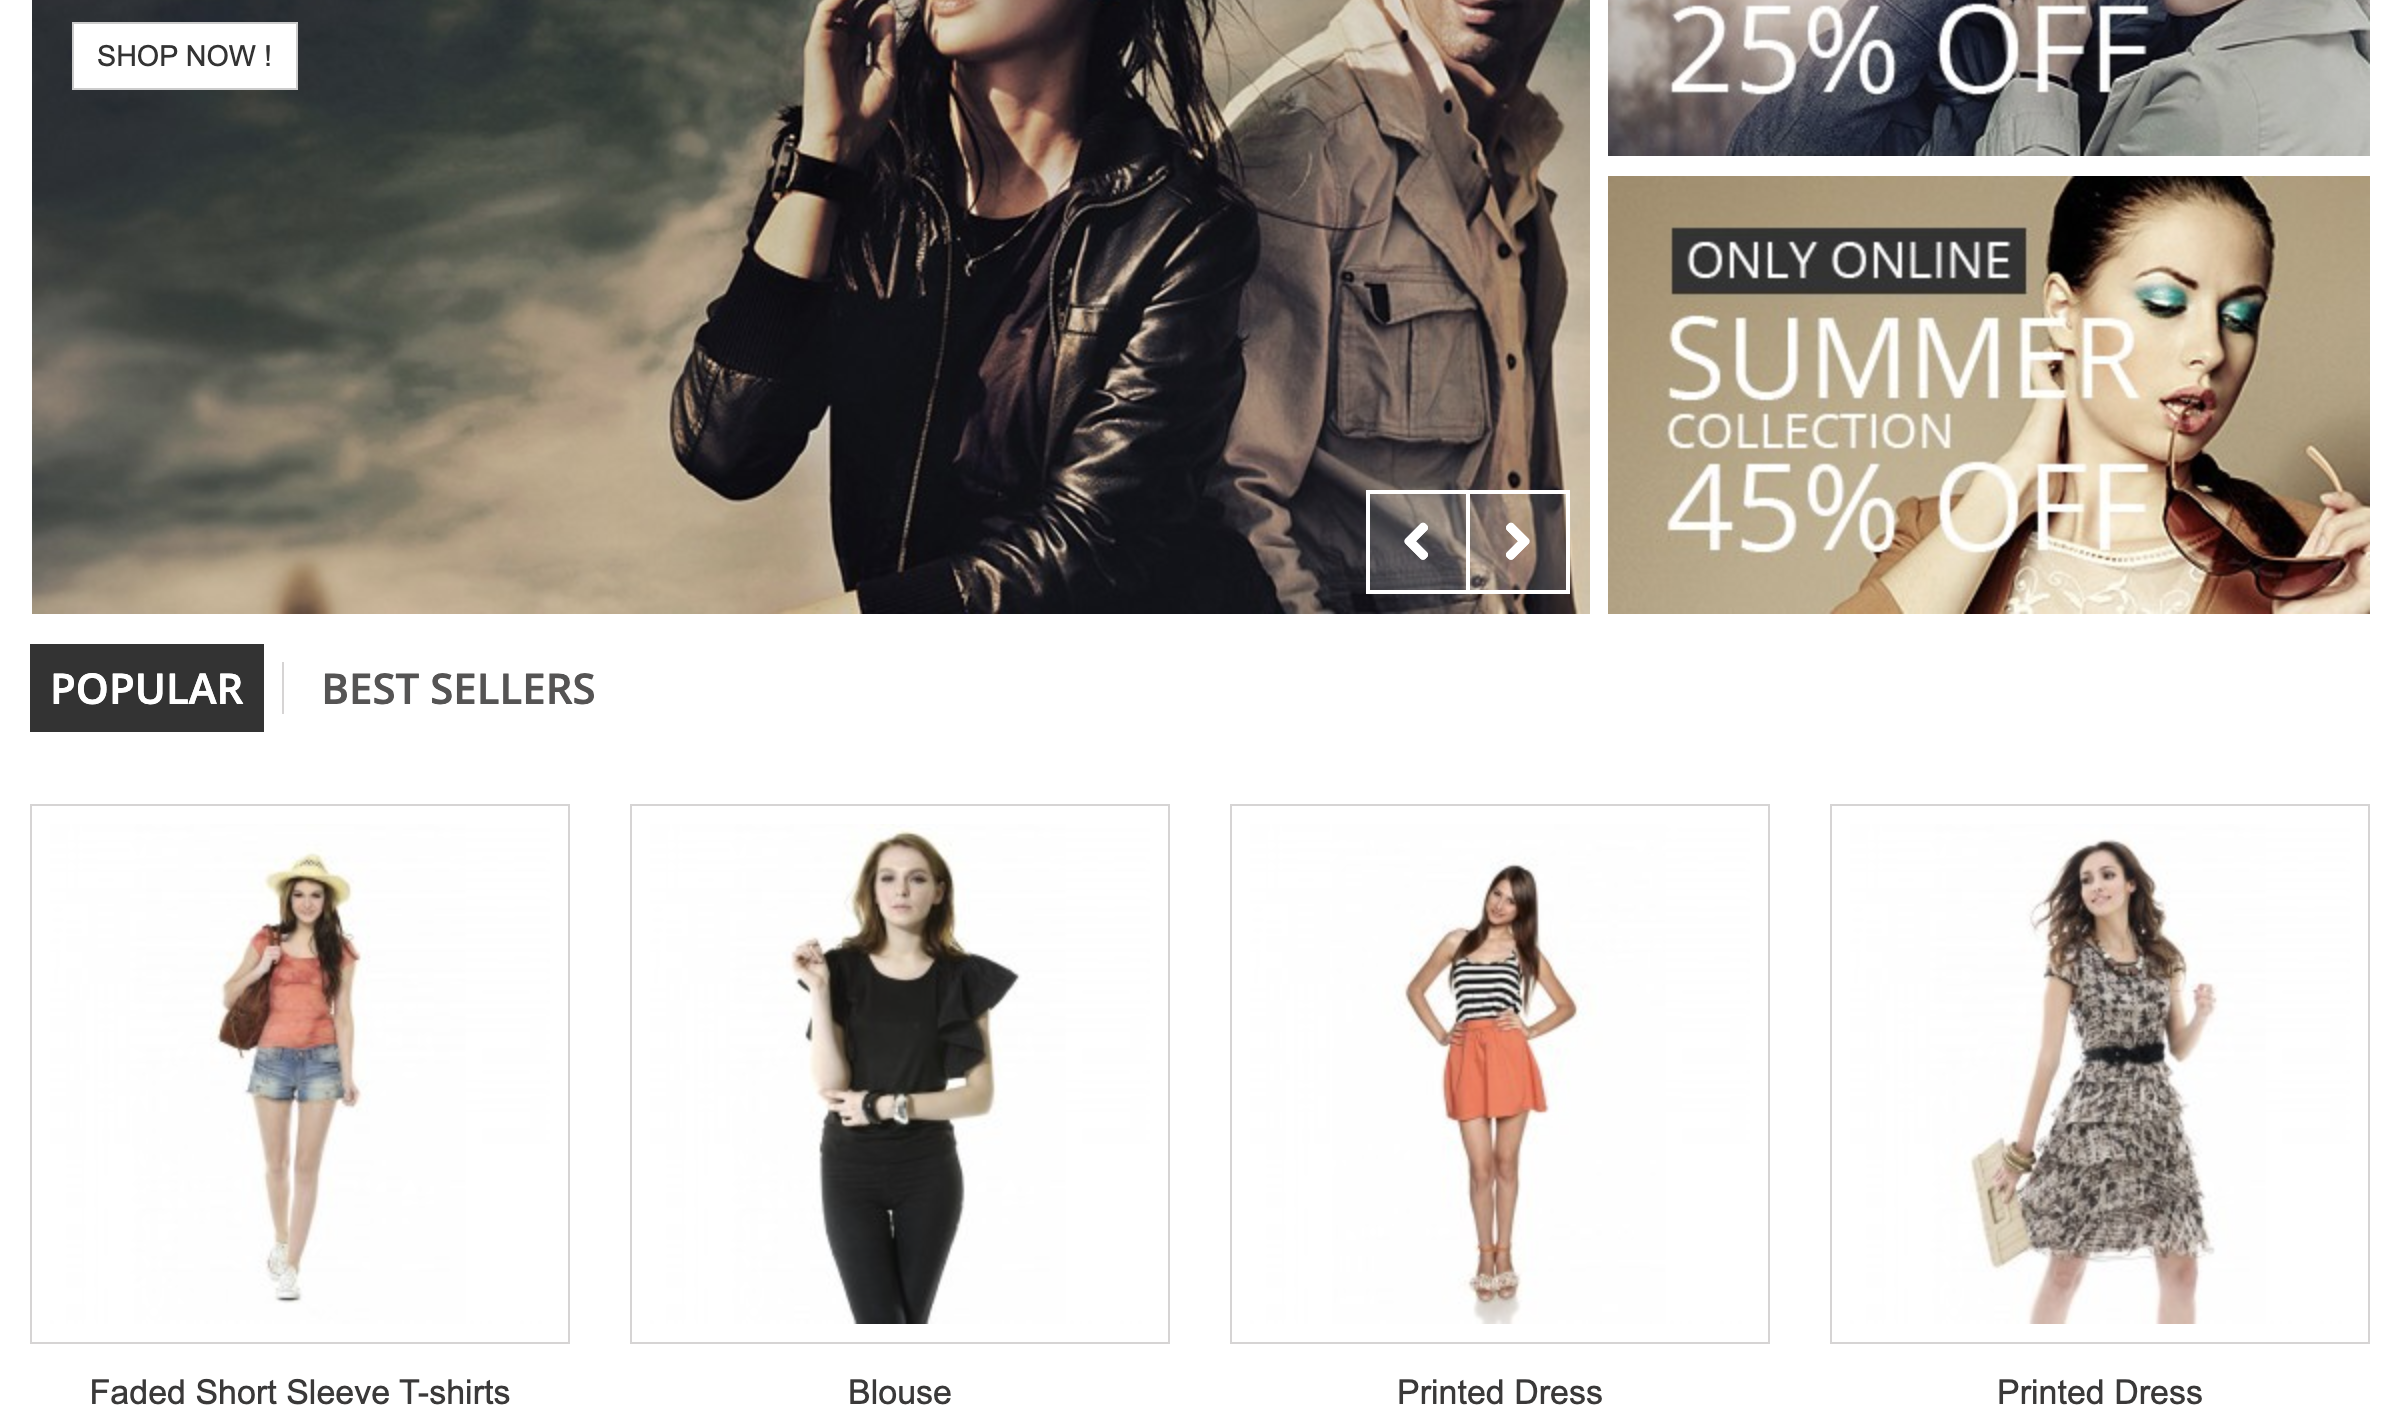 SHOP NOW !
25% OFF
ONLY ONLINE
SUMMER
COLLECTION
45% OFF
POPULAR
BEST SELLERS
Faded Short Sleeve T-shirts
Blouse
Printed Dress
Printed Dress